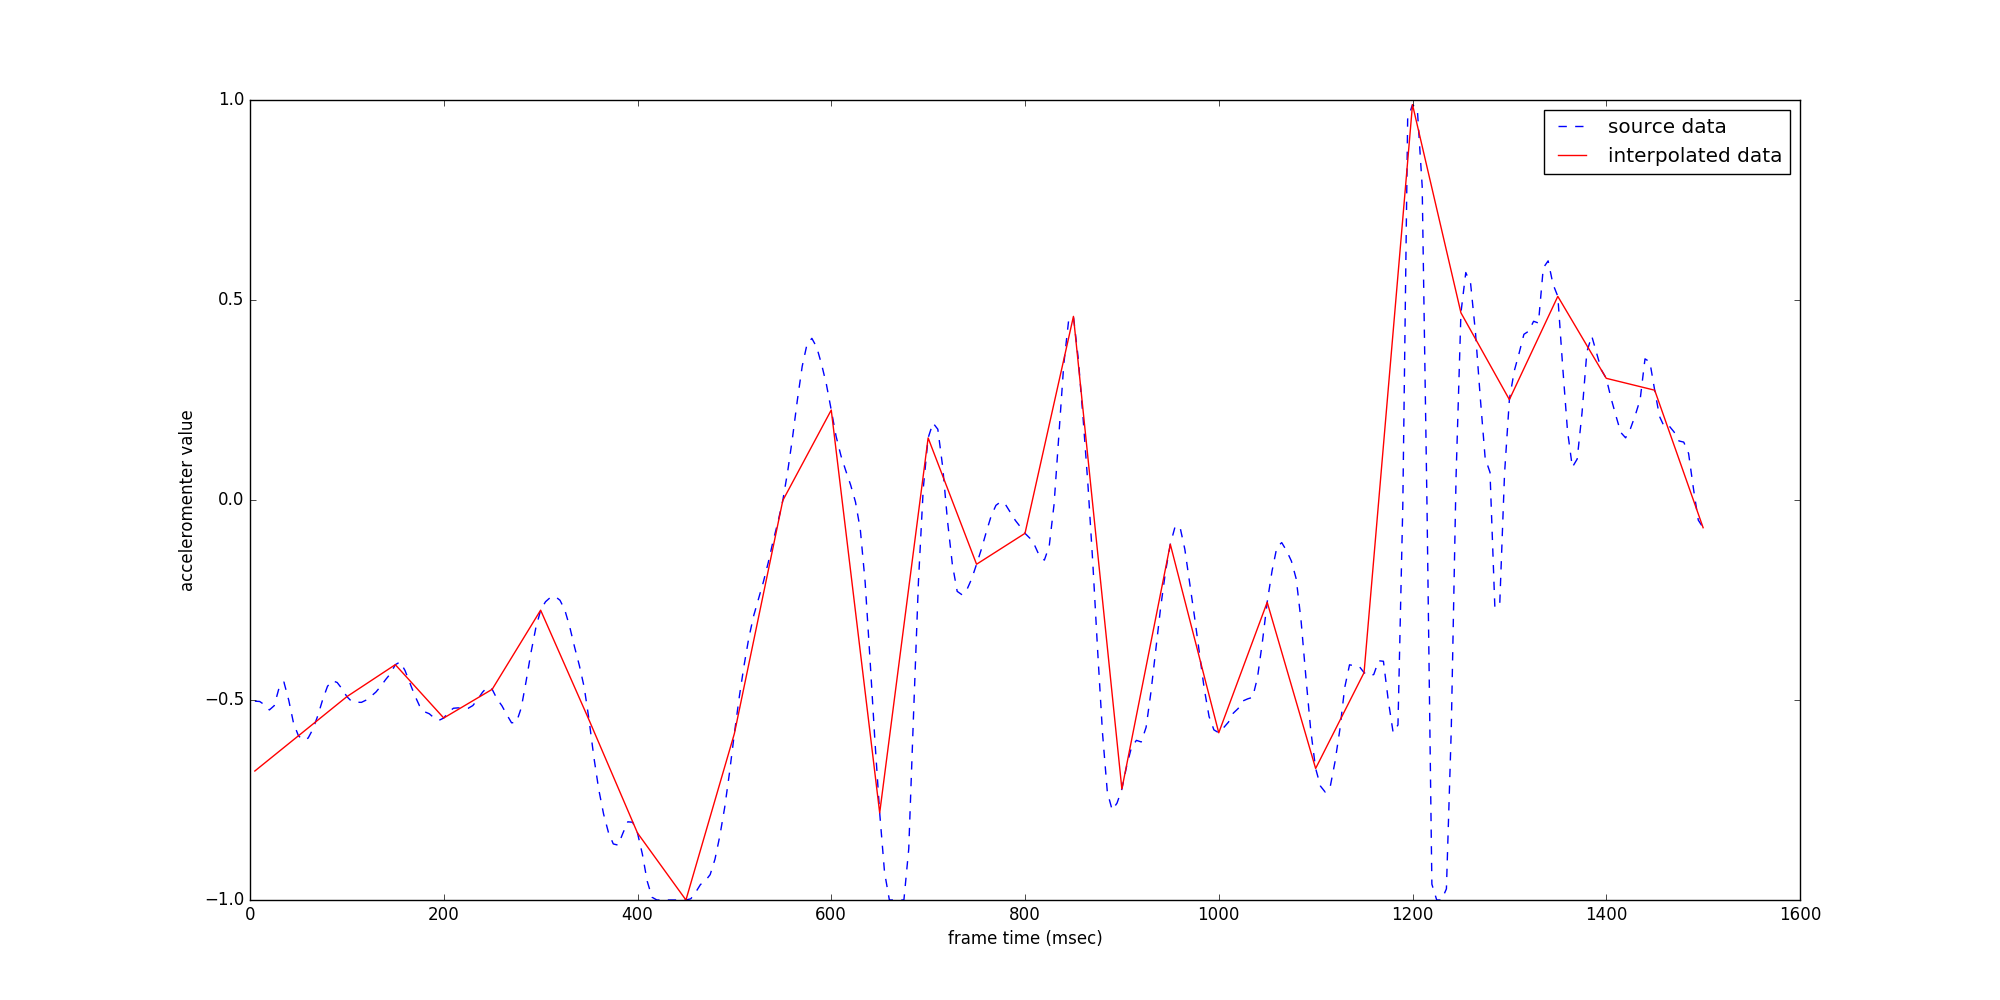 1.0
0.5
0.0
−0.5
−1.0
0 200 400 600 800 1000 1200 1400 1600
frame time (msec)
acceleromenter value
source data
interpolated data